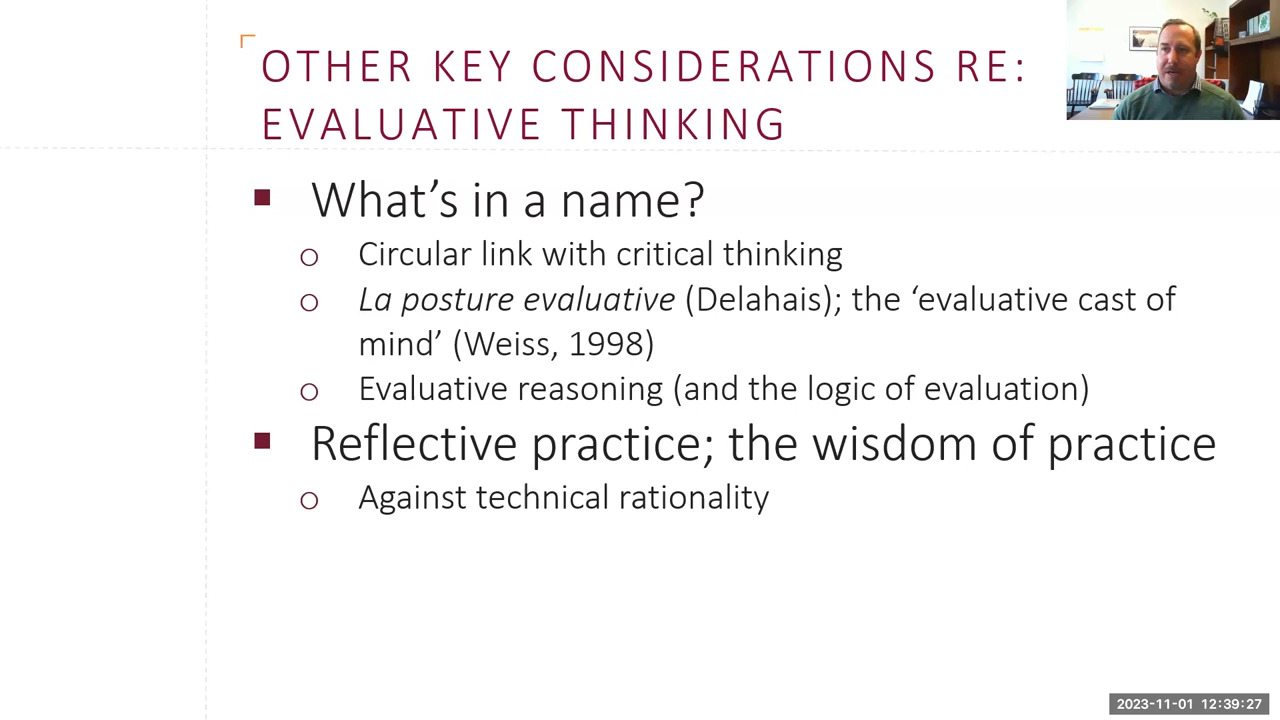 OTHER KEY CONSIDERATIONS RE:
EVALUATIVE THINKING
■ What’s in a name?
o Circular link with critical thinking
o La posture evaluative (Delahais); the ‘evaluative cast of
mind’ (Weiss, 1998)
o Evaluative reasoning (and the logic of evaluation)
■ Reflective practice; the wisdom of practice
o Against technical rationality
2023-11-01 12:39:27